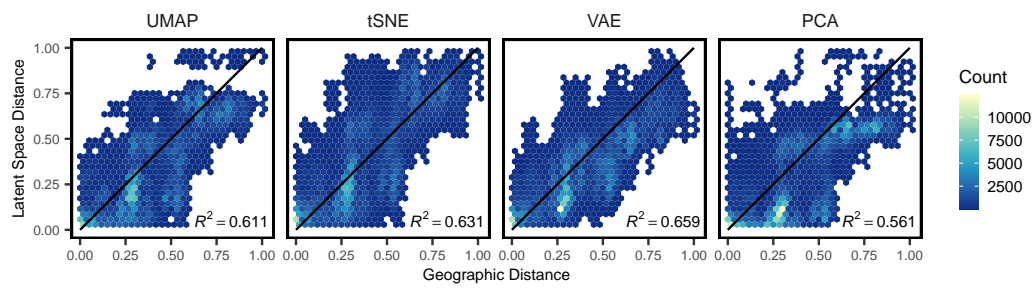 UMAP tSNE VAE PCA
1.00
0.75
0.50
0.25
0.00
Latent Space Distance
R² = 0.611
R² = 0.631
R² = 0.659
R² = 0.561
0.00 0.25 0.50 0.75 1.00
0.00 0.25 0.50 0.75 1.00
0.00 0.25 0.50 0.75 1.00
0.00 0.25 0.50 0.75 1.00
Geographic Distance
Count
10000
7500
5000
2500